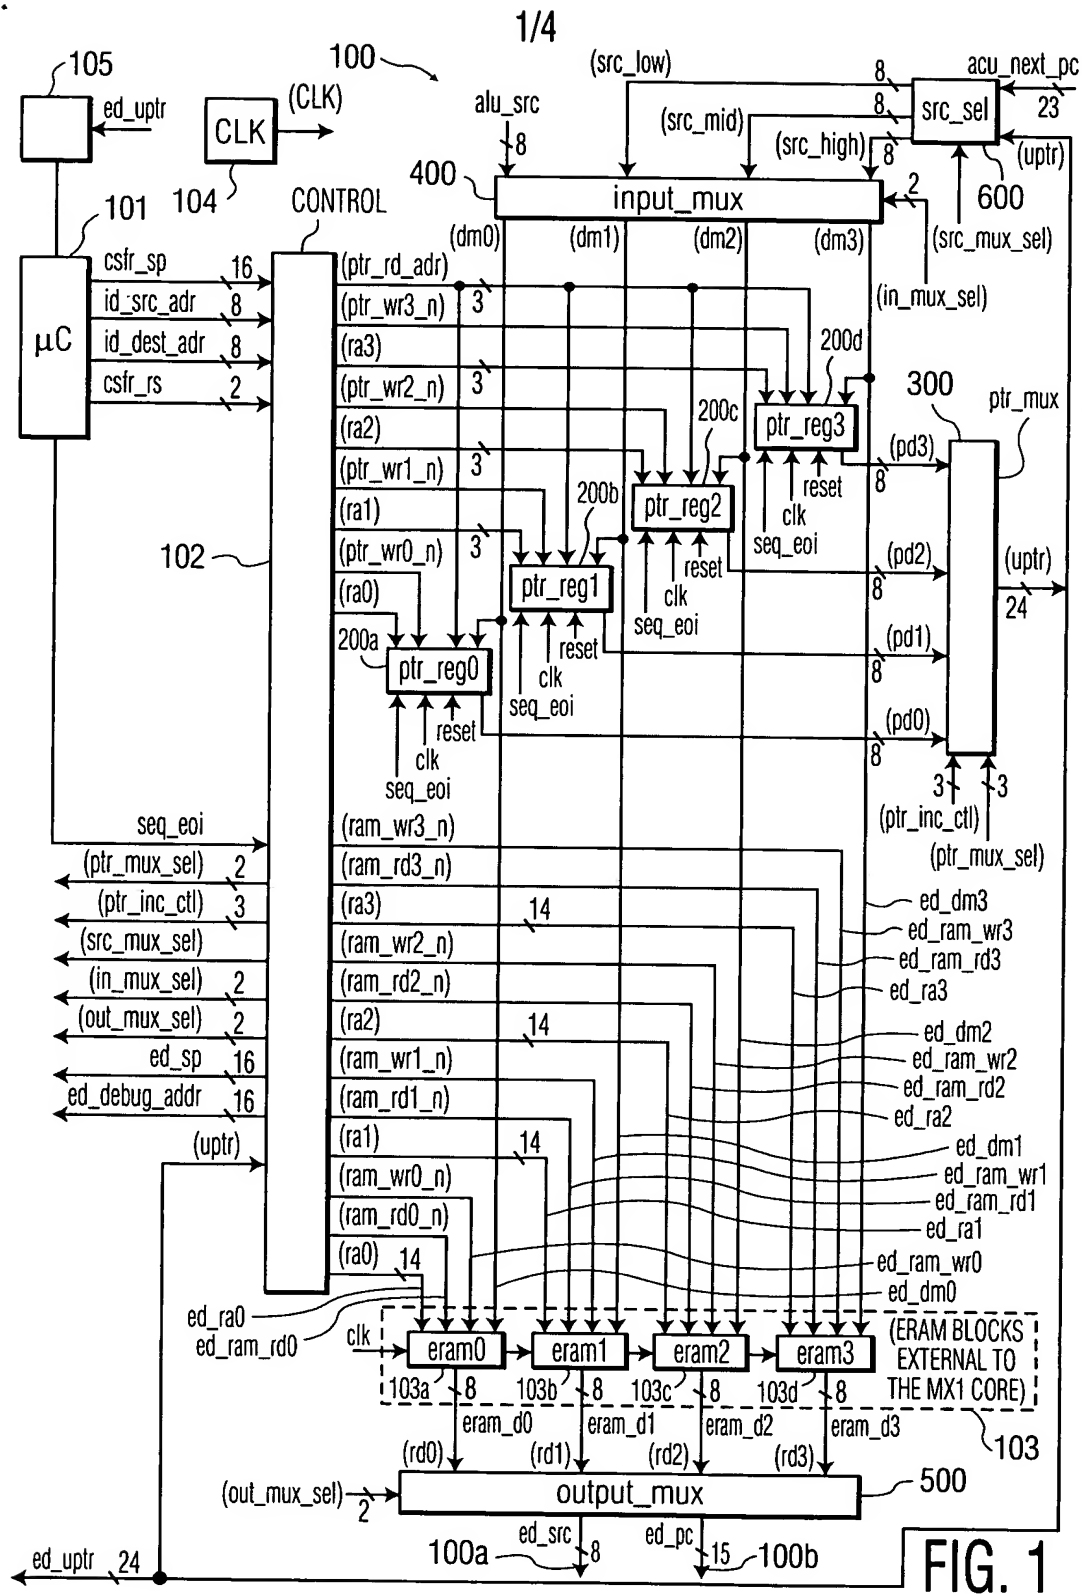 1/4
105
100
(src_low)
8
acu_next_pc
ed_uptr
(CLK)
alu_src
8
src_sel
23
CLK
8
(src_mid)
(src_high)
8
(uptr)
104
400
input_mux
2
600
101
CONTROL
(dm0)
(dm1)
(dm2)
(dm3)
(src_mux_sel)
(in_mux_sel)
µC
csfr_sp
16
id_src_adr
8
id_dest_adr
8
csfr_rs
2
(ptr_rd_adr)
3
(ptr_wr3_n)
(ra3)
3
(ptr_wr2_n)
(ra2)
3
(ptr_wr1_n)
(ra1)
3
(ptr_wr0_n)
(ra0)
102
200d
ptr_reg3
seq_eoi
clk
reset
200c
ptr_reg2
seq_eoi
clk
reset
200b
ptr_reg1
seq_eoi
clk
reset
200a
ptr_reg0
seq_eoi
clk
reset
300
ptr_mux
(pd3)
8
(pd2)
8
(pd1)
8
(pd0)
8
(uptr)
24
3
3
(ptr_inc_ctl)
(ptr_mux_sel)
seq_eoi
(ptr_mux_sel)
2
(ptr_inc_ctl)
3
(src_mux_sel)
(in_mux_sel)
2
(out_mux_sel)
2
ed_sp
16
ed_debug_addr
16
(uptr)
(ram_wr3_n)
(ram_rd3_n)
(ra3)
14
(ram_wr2_n)
(ram_rd2_n)
(ra2)
14
(ram_wr1_n)
(ram_rd1_n)
(ra1)
14
(ram_wr0_n)
(ram_rd0_n)
(ra0)
14
ed_dm3
ed_ram_wr3
ed_ram_rd3
ed_ra3
ed_dm2
ed_ram_wr2
ed_ram_rd2
ed_ra2
ed_dm1
ed_ram_wr1
ed_ram_rd1
ed_ra1
ed_ram_wr0
ed_dm0
ed_ra0
ed_ram_rd0
clk
eram0
eram1
eram2
eram3
(ERAM BLOCKS
EXTERNAL TO
THE MX1 CORE)
103a
8
103b
8
103c
8
103d
8
eram_d0
eram_d1
eram_d2
eram_d3
103
(rd0)
(rd1)
(rd2)
(rd3)
(out_mux_sel)
2
output_mux
500
ed_src
8
ed_pc
15
100a
100b
ed_uptr
24
FIG. 1